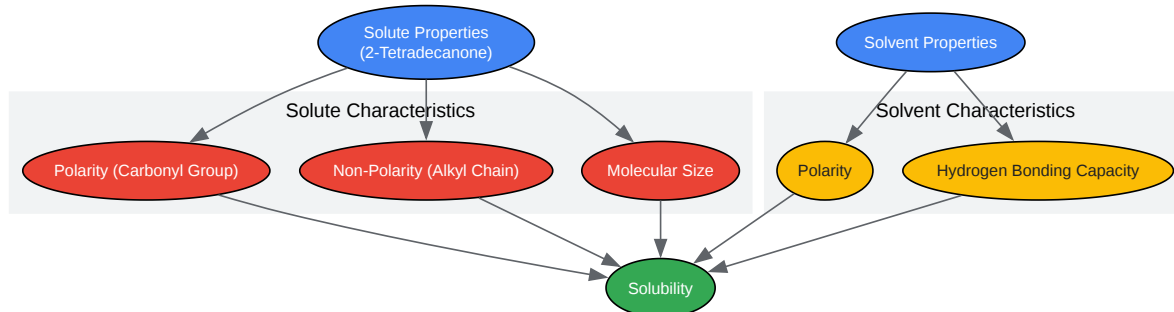 Solute Properties
(2-Tetradecanone)
Solvent Properties
Solute Characteristics
Solvent Characteristics
Polarity (Carbonyl Group)
Non-Polarity (Alkyl Chain)
Molecular Size
Polarity
Hydrogen Bonding Capacity
Solubility